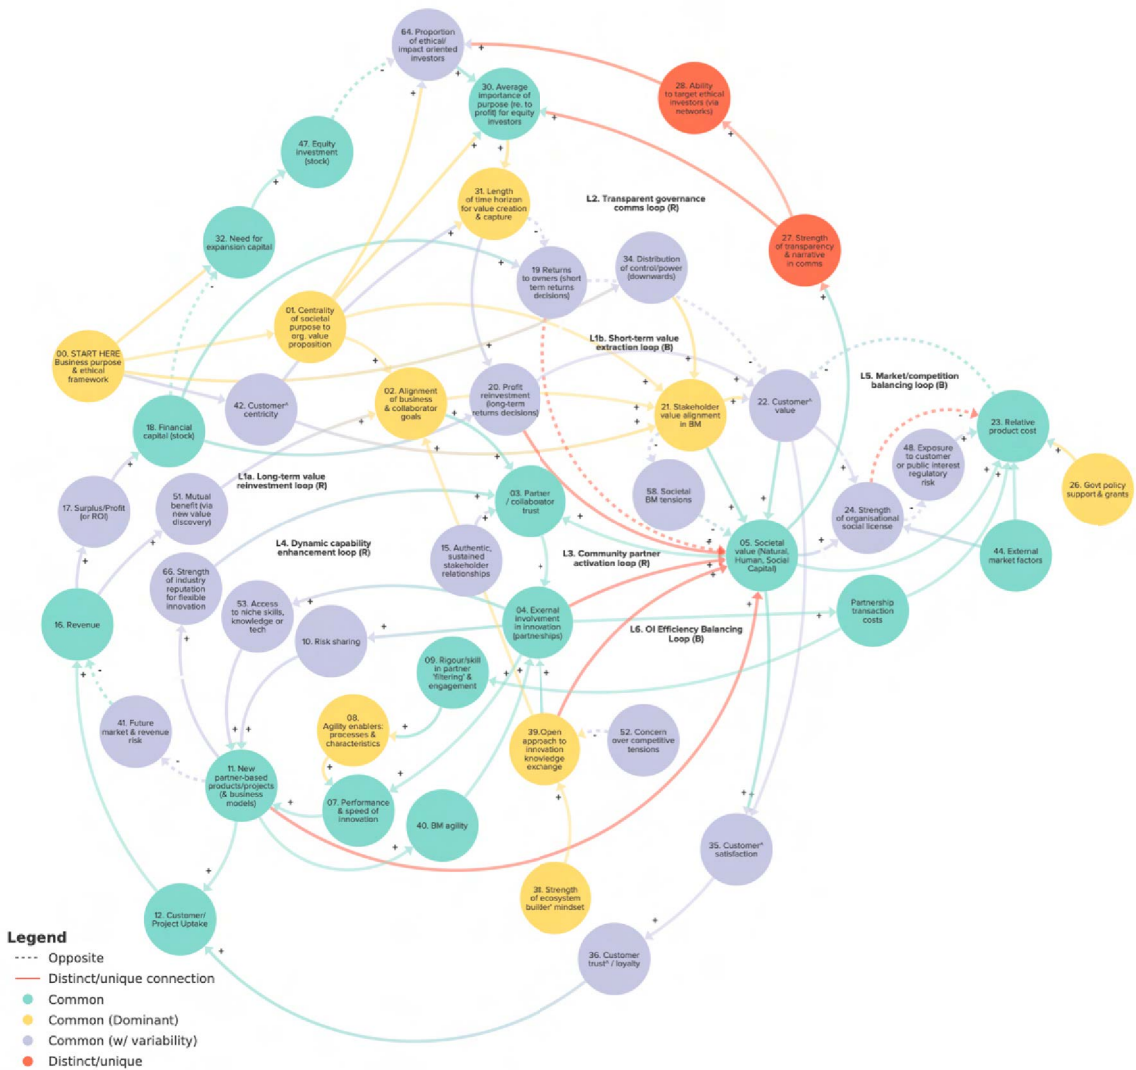 64. Proportion
of ethical/
impact oriented
investors
30. Average
importance of
purpose (re. to
profit) for equity
investors
28. Ability
to target ethical
investors (via
networks)
47. Equity
investment
(stock)
31. Length
of time horizon
for value creation
& capture
L2. Transparent governance
comms loop (R)
32. Need for
expansion capital
27. Strength
of transparency
& narrative
in comms
19 Returns
to owners (short
term returns
decisions)
34. Distribution
of control/power
(downwards)
01. Centrality
of societal
purpose to
org. value
proposition
00. START HERE
Business purpose
& ethical
framework
L1b. Short-term value
extraction loop (B)
L5. Market/competition
balancing loop (B)
42. Customer^
centricity
02. Alignment
of business
& collaborator
goals
20. Profit
reinvestment
(long-term
returns decisions)
21. Stakeholder
value alignment
in BM
22. Customer^
value
23. Relative
product cost
18. Financial
capital (stock)
48. Exposure
to customer
or public interest
regulatory
risk
26. Govt policy
support & grants
L1a. Long-term value
reinvestment loop (R)
17. Surplus/Profit
(or ROI)
51. Mutual
benefit (via
new value
discovery)
03. Partner
/ collaborator
trust
58. Societal
BM tensions
24. Strength
of organisational
social license
L4. Dynamic capability
enhancement loop (R)
15. Authentic,
sustained
stakeholder
relationships
L3. Community partner
activation loop (R)
05. Societal
value (Natural,
Human, Social
Capital)
44. External
market factors
66. Strength
of industry
reputation
for flexible
innovation
53. Access
to niche skills,
knowledge or
tech
16. Revenue
10. Risk sharing
04. External
involvement
in innovation
(partnerships)
L6. OI Efficiency Balancing
Loop (B)
Partnership
transaction
costs
09. Rigour/skill
in partner
'filtering' &
engagement
41. Future
market & revenue
risk
08.
Agility enablers:
processes &
characteristics
39.Open
approach to
innovation
knowledge
exchange
52. Concern
over competitive
tensions
11. New
partner-based
products/projects
(& business
models)
07. Performance
& speed of
innovation
40. BM agility
35. Customer^
satisfaction
Strength
of ecosystem
builder' mindset
12. Customer/
Project Uptake
36. Customer
trust^ / loyalty
Legend
Opposite
Distinct/unique connection
Common
Common (Dominant)
Common (w/ variability)
Distinct/unique